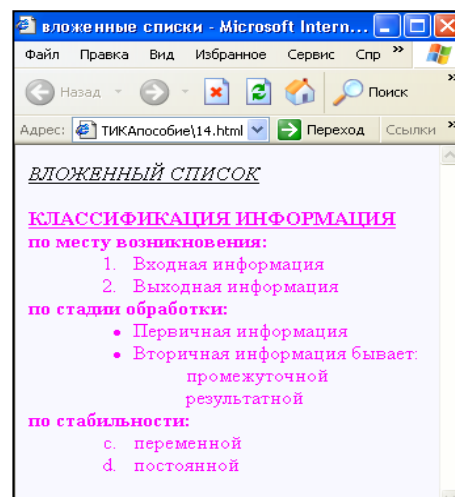 вложенные списки - Microsoft Intern...
Файл Правка Вид Избранное Сервис Спр »
Назад Поиск »
Адрес: ТИКАпособие\14.html Переход Ссылки »
ВЛОЖЕННЫЙ СПИСОК
КЛАССИФИКАЦИЯ ИНФОРМАЦИЯ
по месту возникновения:
1. Входная информация
2. Выходная информация
по стадии обработки:
• Первичная информация
• Вторичная информация бывает:
промежуточной
результатной
по стабильности:
c. переменной
d. постоянной